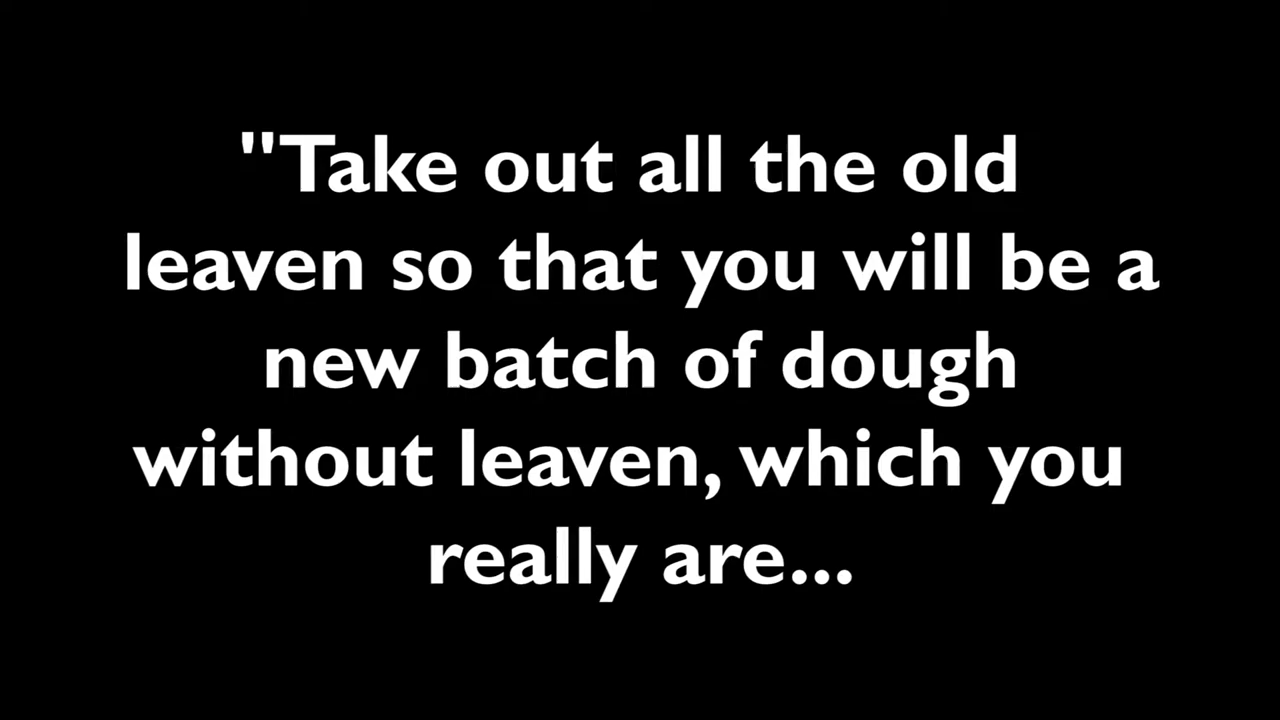 "Take out all the old
leaven so that you will be a
new batch of dough
without leaven, which you
really are...